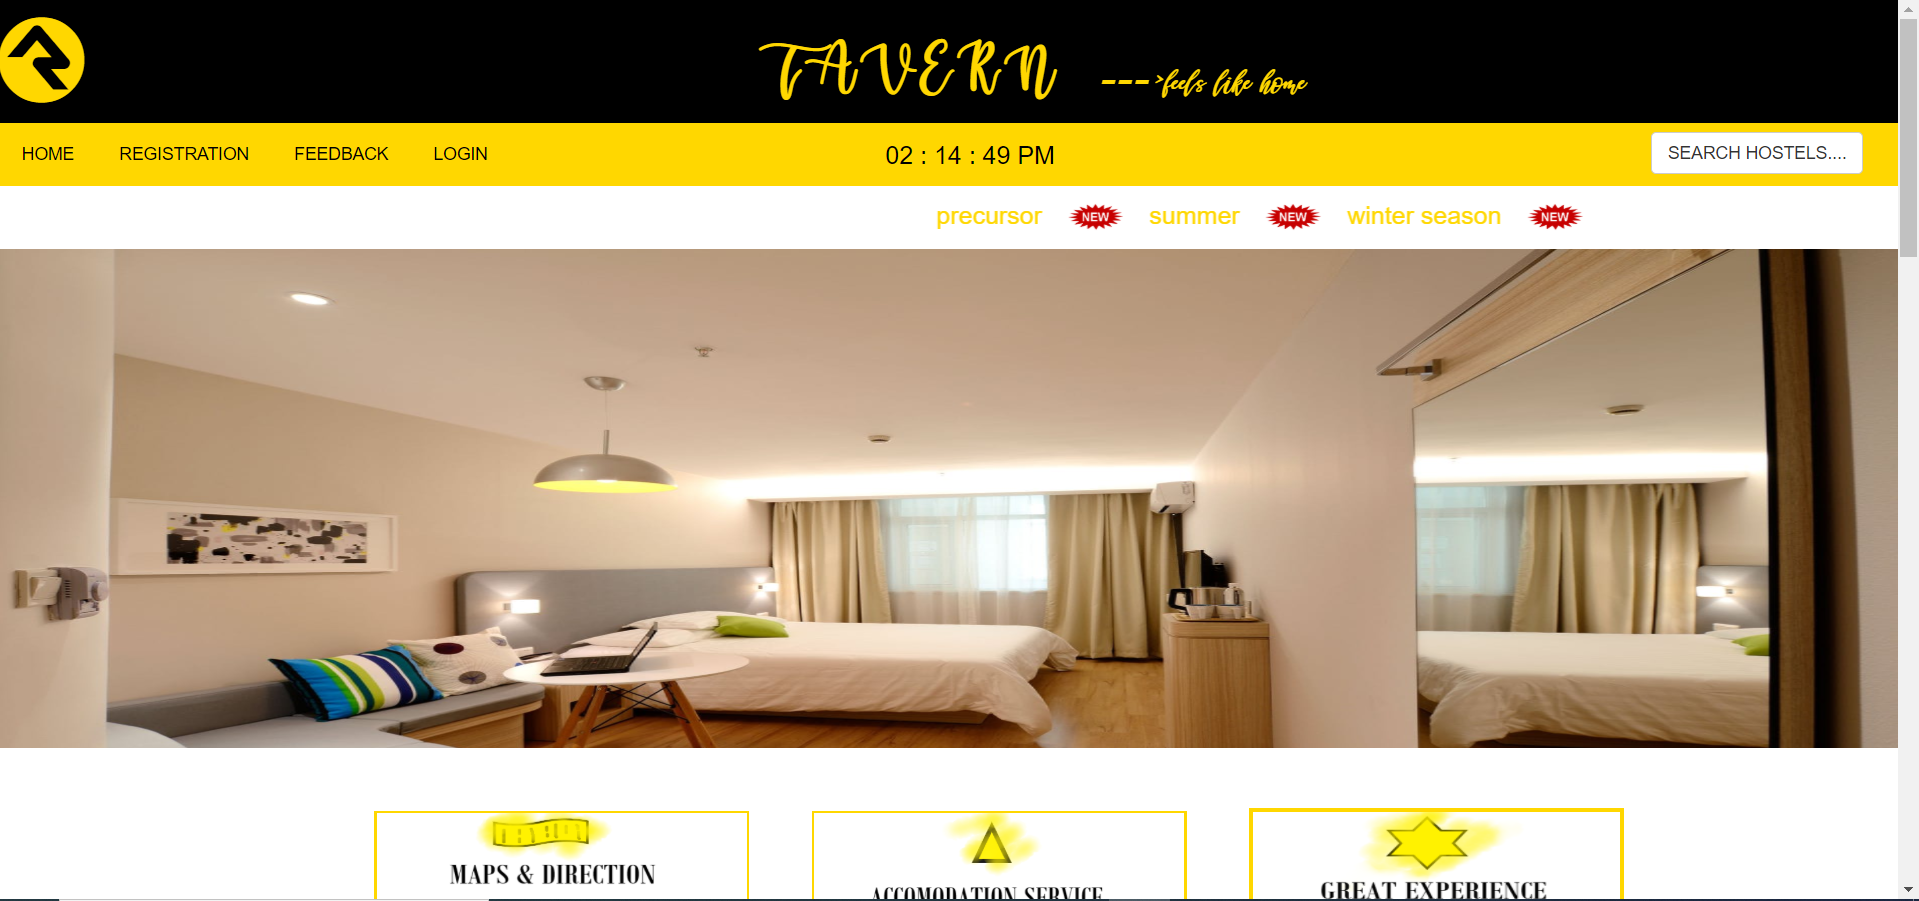 TAVERN --->feels like home
HOME REGISTRATION FEEDBACK LOGIN 02 : 14 : 49 PM SEARCH HOSTELS....
precursor NEW summer NEW winter season NEW
MAPS & DIRECTION
ACCOMODATION SERVICE
GREAT EXPERIENCE